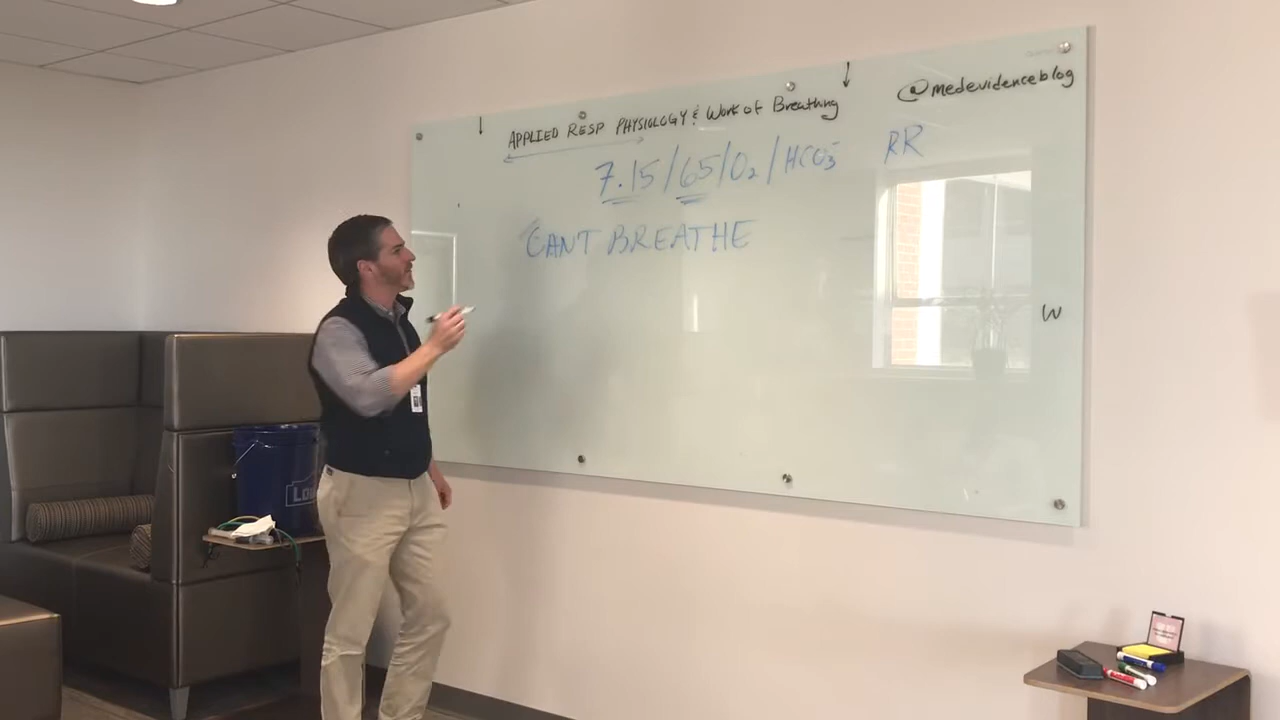 @medevidenceblog
APPLIED RESP PHYSIOLOGY & Work of Breathing
7.15/65/O₂/HCO₃⁻ RR
CANT BREATHE
W